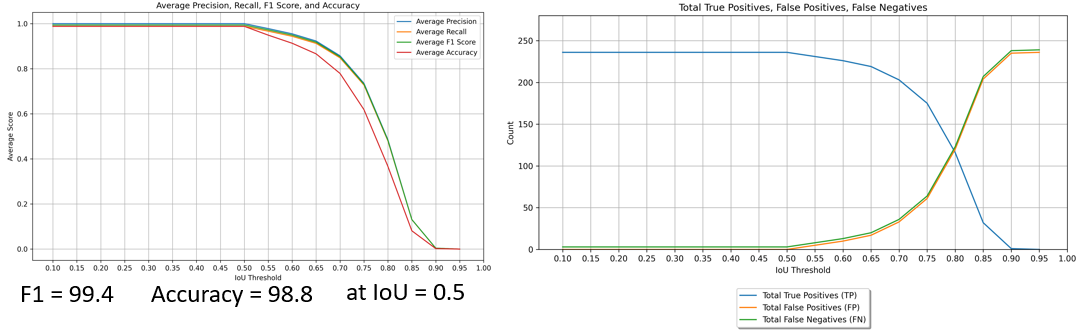 Average Precision, Recall, F1 Score, and Accuracy
1.0
0.8
0.6
0.4
0.2
0.0
Average Score
Average Precision
Average Recall
Average F1 Score
Average Accuracy
0.10 0.15 0.20 0.25 0.30 0.35 0.40 0.45 0.50 0.55 0.60 0.65 0.70 0.75 0.80 0.85 0.90 0.95 1.00
IoU Threshold
F1 = 99.4 Accuracy = 98.8 at IoU = 0.5
Total True Positives, False Positives, False Negatives
250
200
150
100
50
0
Count
0.10 0.15 0.20 0.25 0.30 0.35 0.40 0.45 0.50 0.55 0.60 0.65 0.70 0.75 0.80 0.85 0.90 0.95 1.00
IoU Threshold
Total True Positives (TP)
Total False Positives (FP)
Total False Negatives (FN)